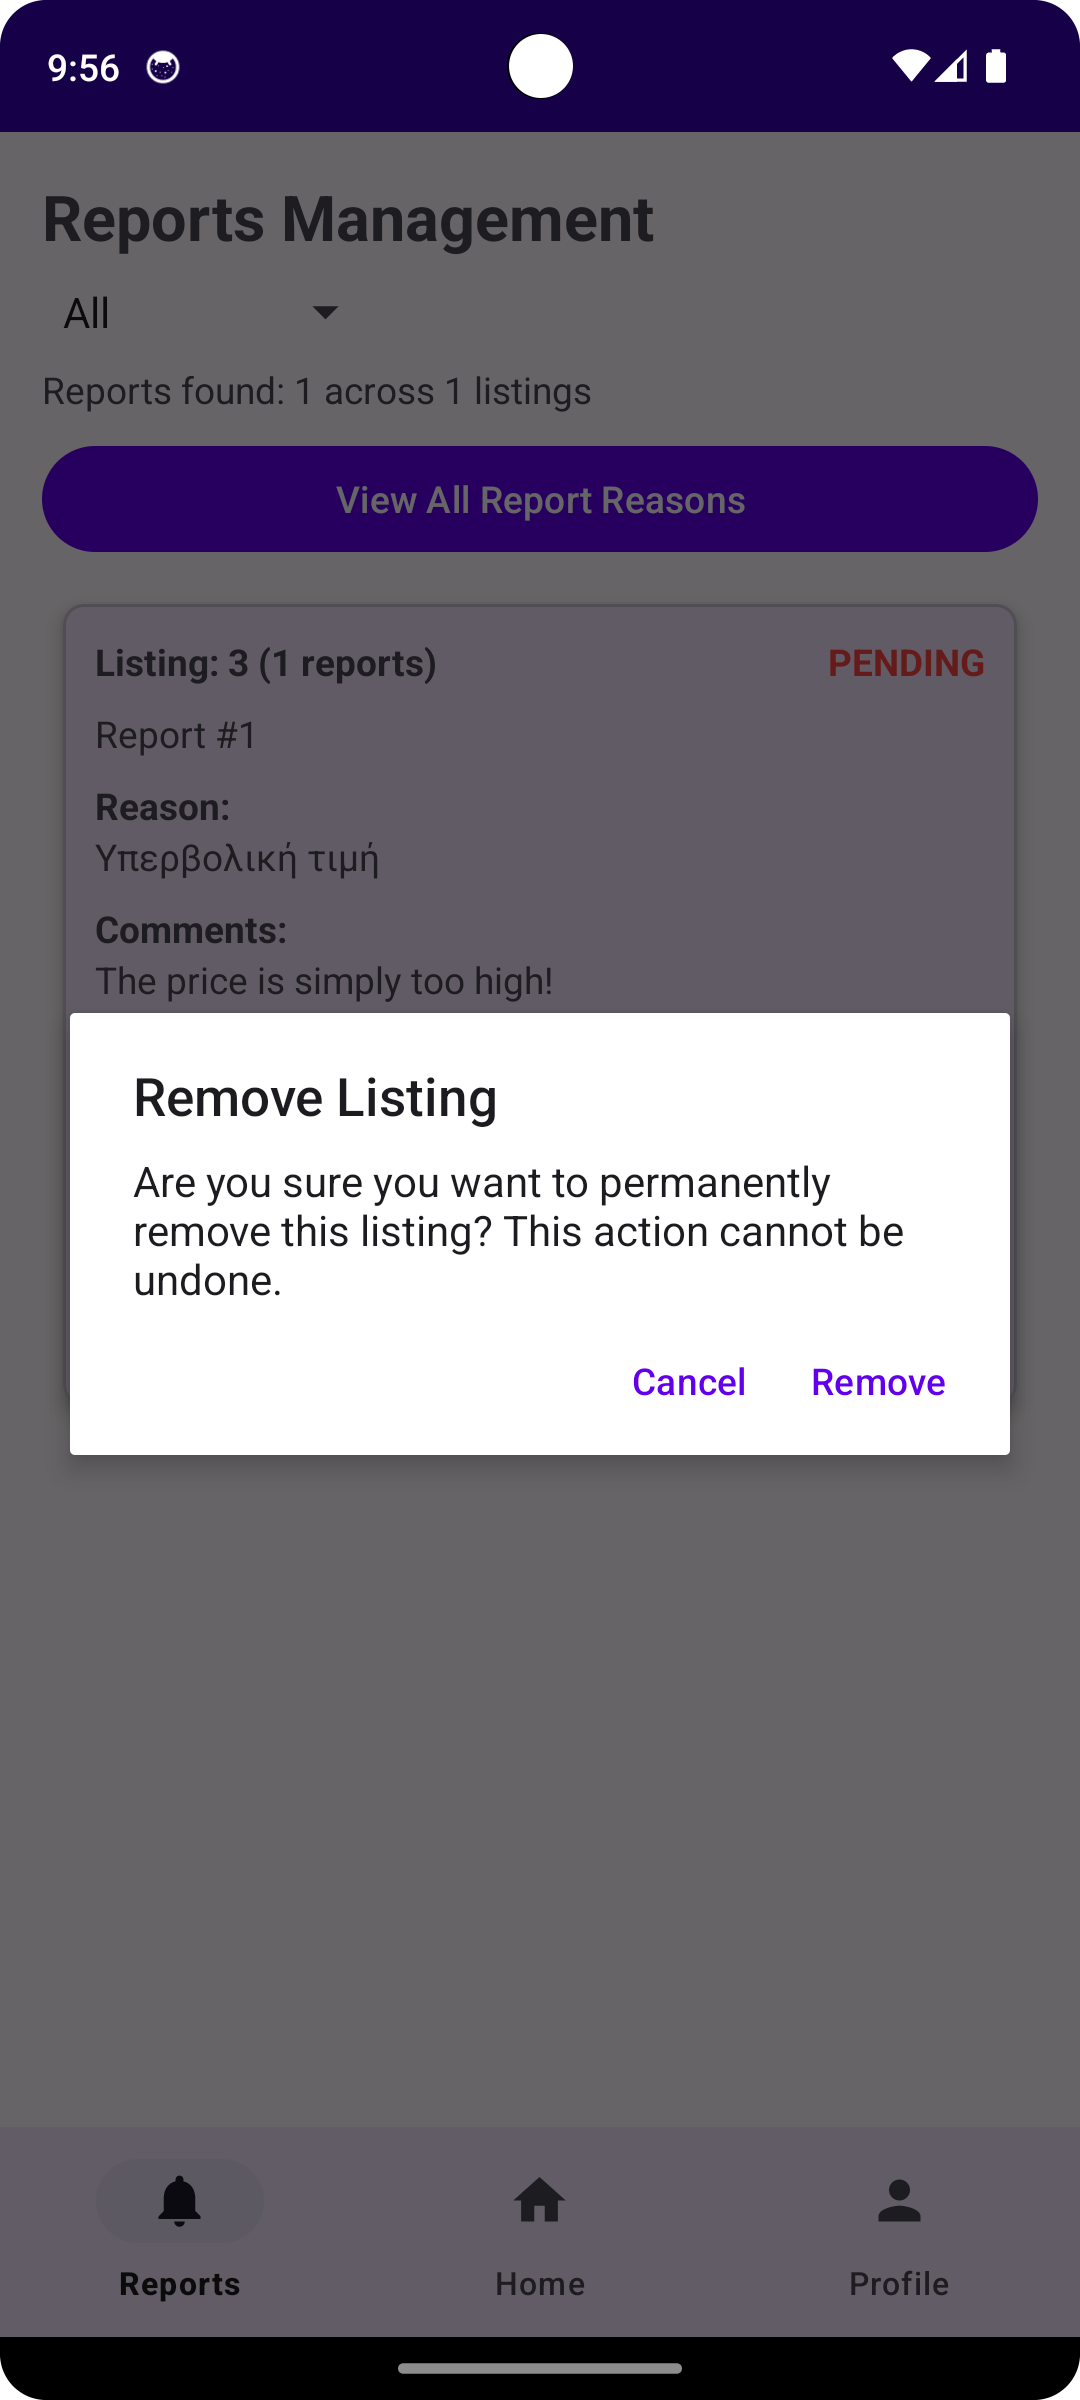 9:56
Reports Management
All
Reports found: 1 across 1 listings
View All Report Reasons
Listing: 3 (1 reports)
PENDING
Report #1
Reason:
Υπερβολική τιμή
Comments:
The price is simply too high!
Remove Listing
Are you sure you want to permanently
remove this listing? This action cannot be
undone.
Cancel
Remove
Reports
Home
Profile